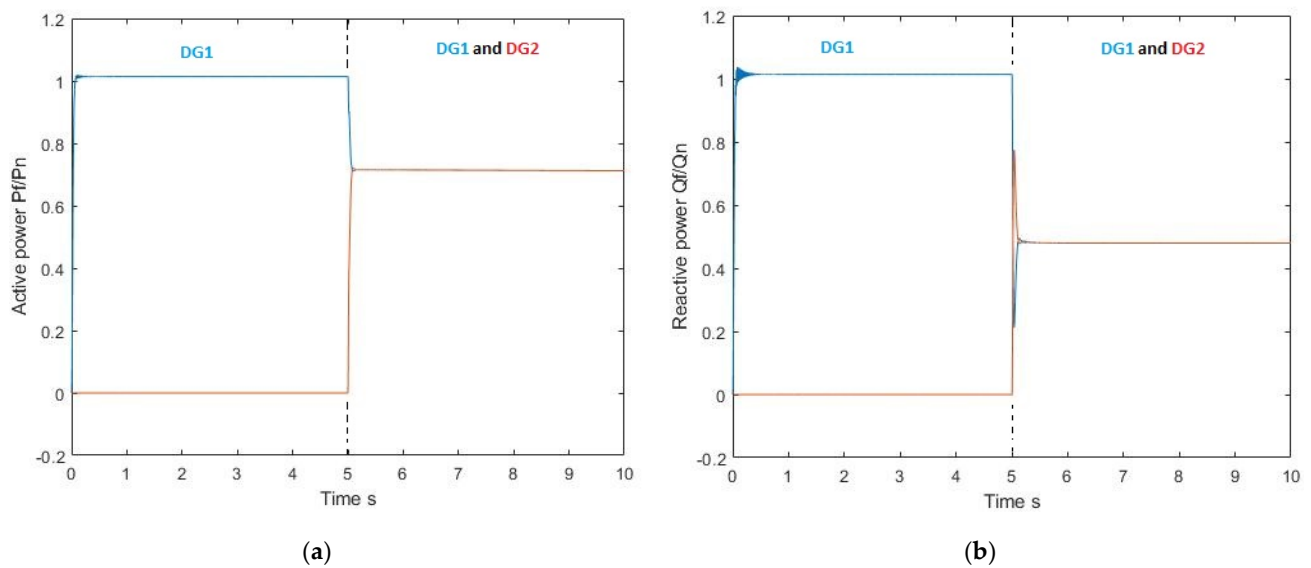 1.2
DG1
DG1 and DG2
1
0.8
0.6
0.4
0.2
0
-0.2
Active power Pf/Pn
0 1 2 3 4 5 6 7 8 9 10
Time s
(a)
1.2
DG1
DG1 and DG2
1
0.8
0.6
0.4
0.2
0
-0.2
Reactive power Qf/Qn
0 1 2 3 4 5 6 7 8 9 10
Time s
(b)